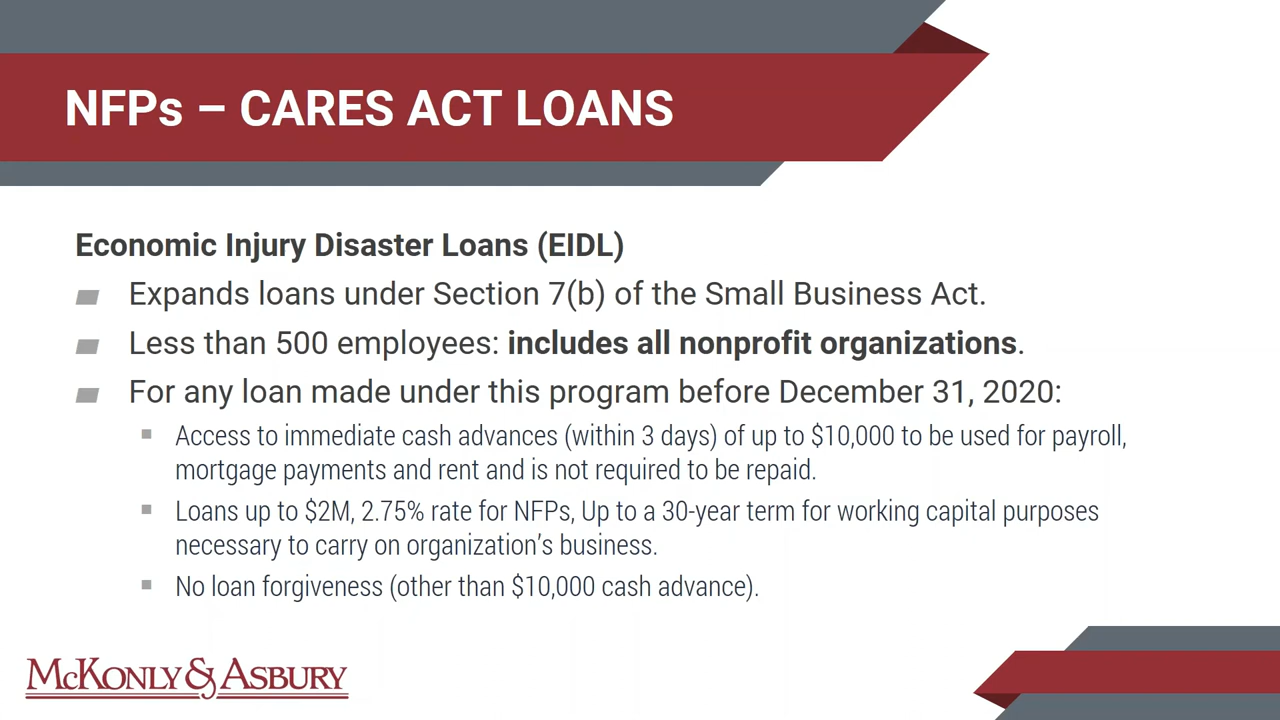 NFPs – CARES ACT LOANS
Economic Injury Disaster Loans (EIDL)
Expands loans under Section 7(b) of the Small Business Act.
Less than 500 employees: includes all nonprofit organizations.
For any loan made under this program before December 31, 2020:
Access to immediate cash advances (within 3 days) of up to $10,000 to be used for payroll,
mortgage payments and rent and is not required to be repaid.
Loans up to $2M, 2.75% rate for NFPs, Up to a 30-year term for working capital purposes
necessary to carry on organization’s business.
No loan forgiveness (other than $10,000 cash advance).
McKonly & Asbury